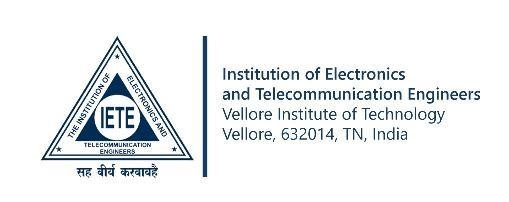 THE INSTITUTION OF
ELECTRONICS AND
IETE
TELECOMMUNICATION
ENGINEERS
सह वीर्य करवावहै
Institution of Electronics
and Telecommunication Engineers
Vellore Institute of Technology
Vellore, 632014, TN, India